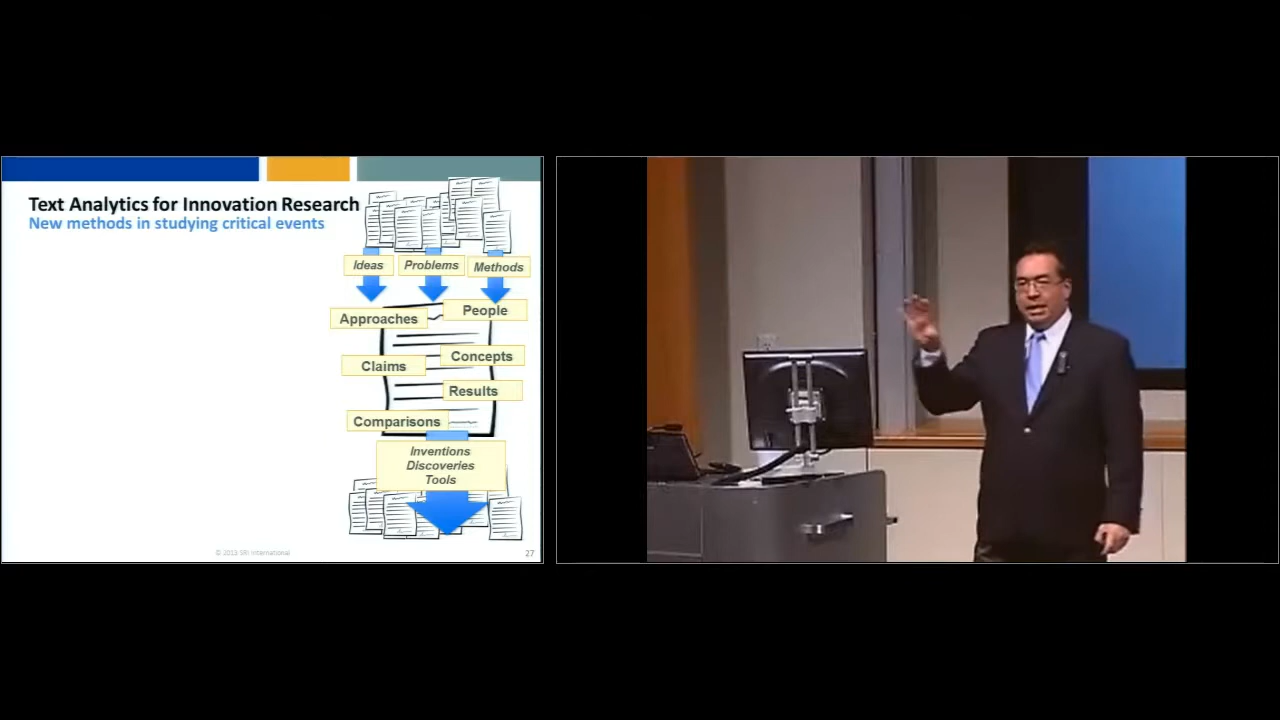 Text Analytics for Innovation Research
New methods in studying critical events
Ideas
Problems
Methods
Approaches
People
Claims
Concepts
Results
Comparisons
Inventions
Discoveries
Tools
© 2013 SRI International
27